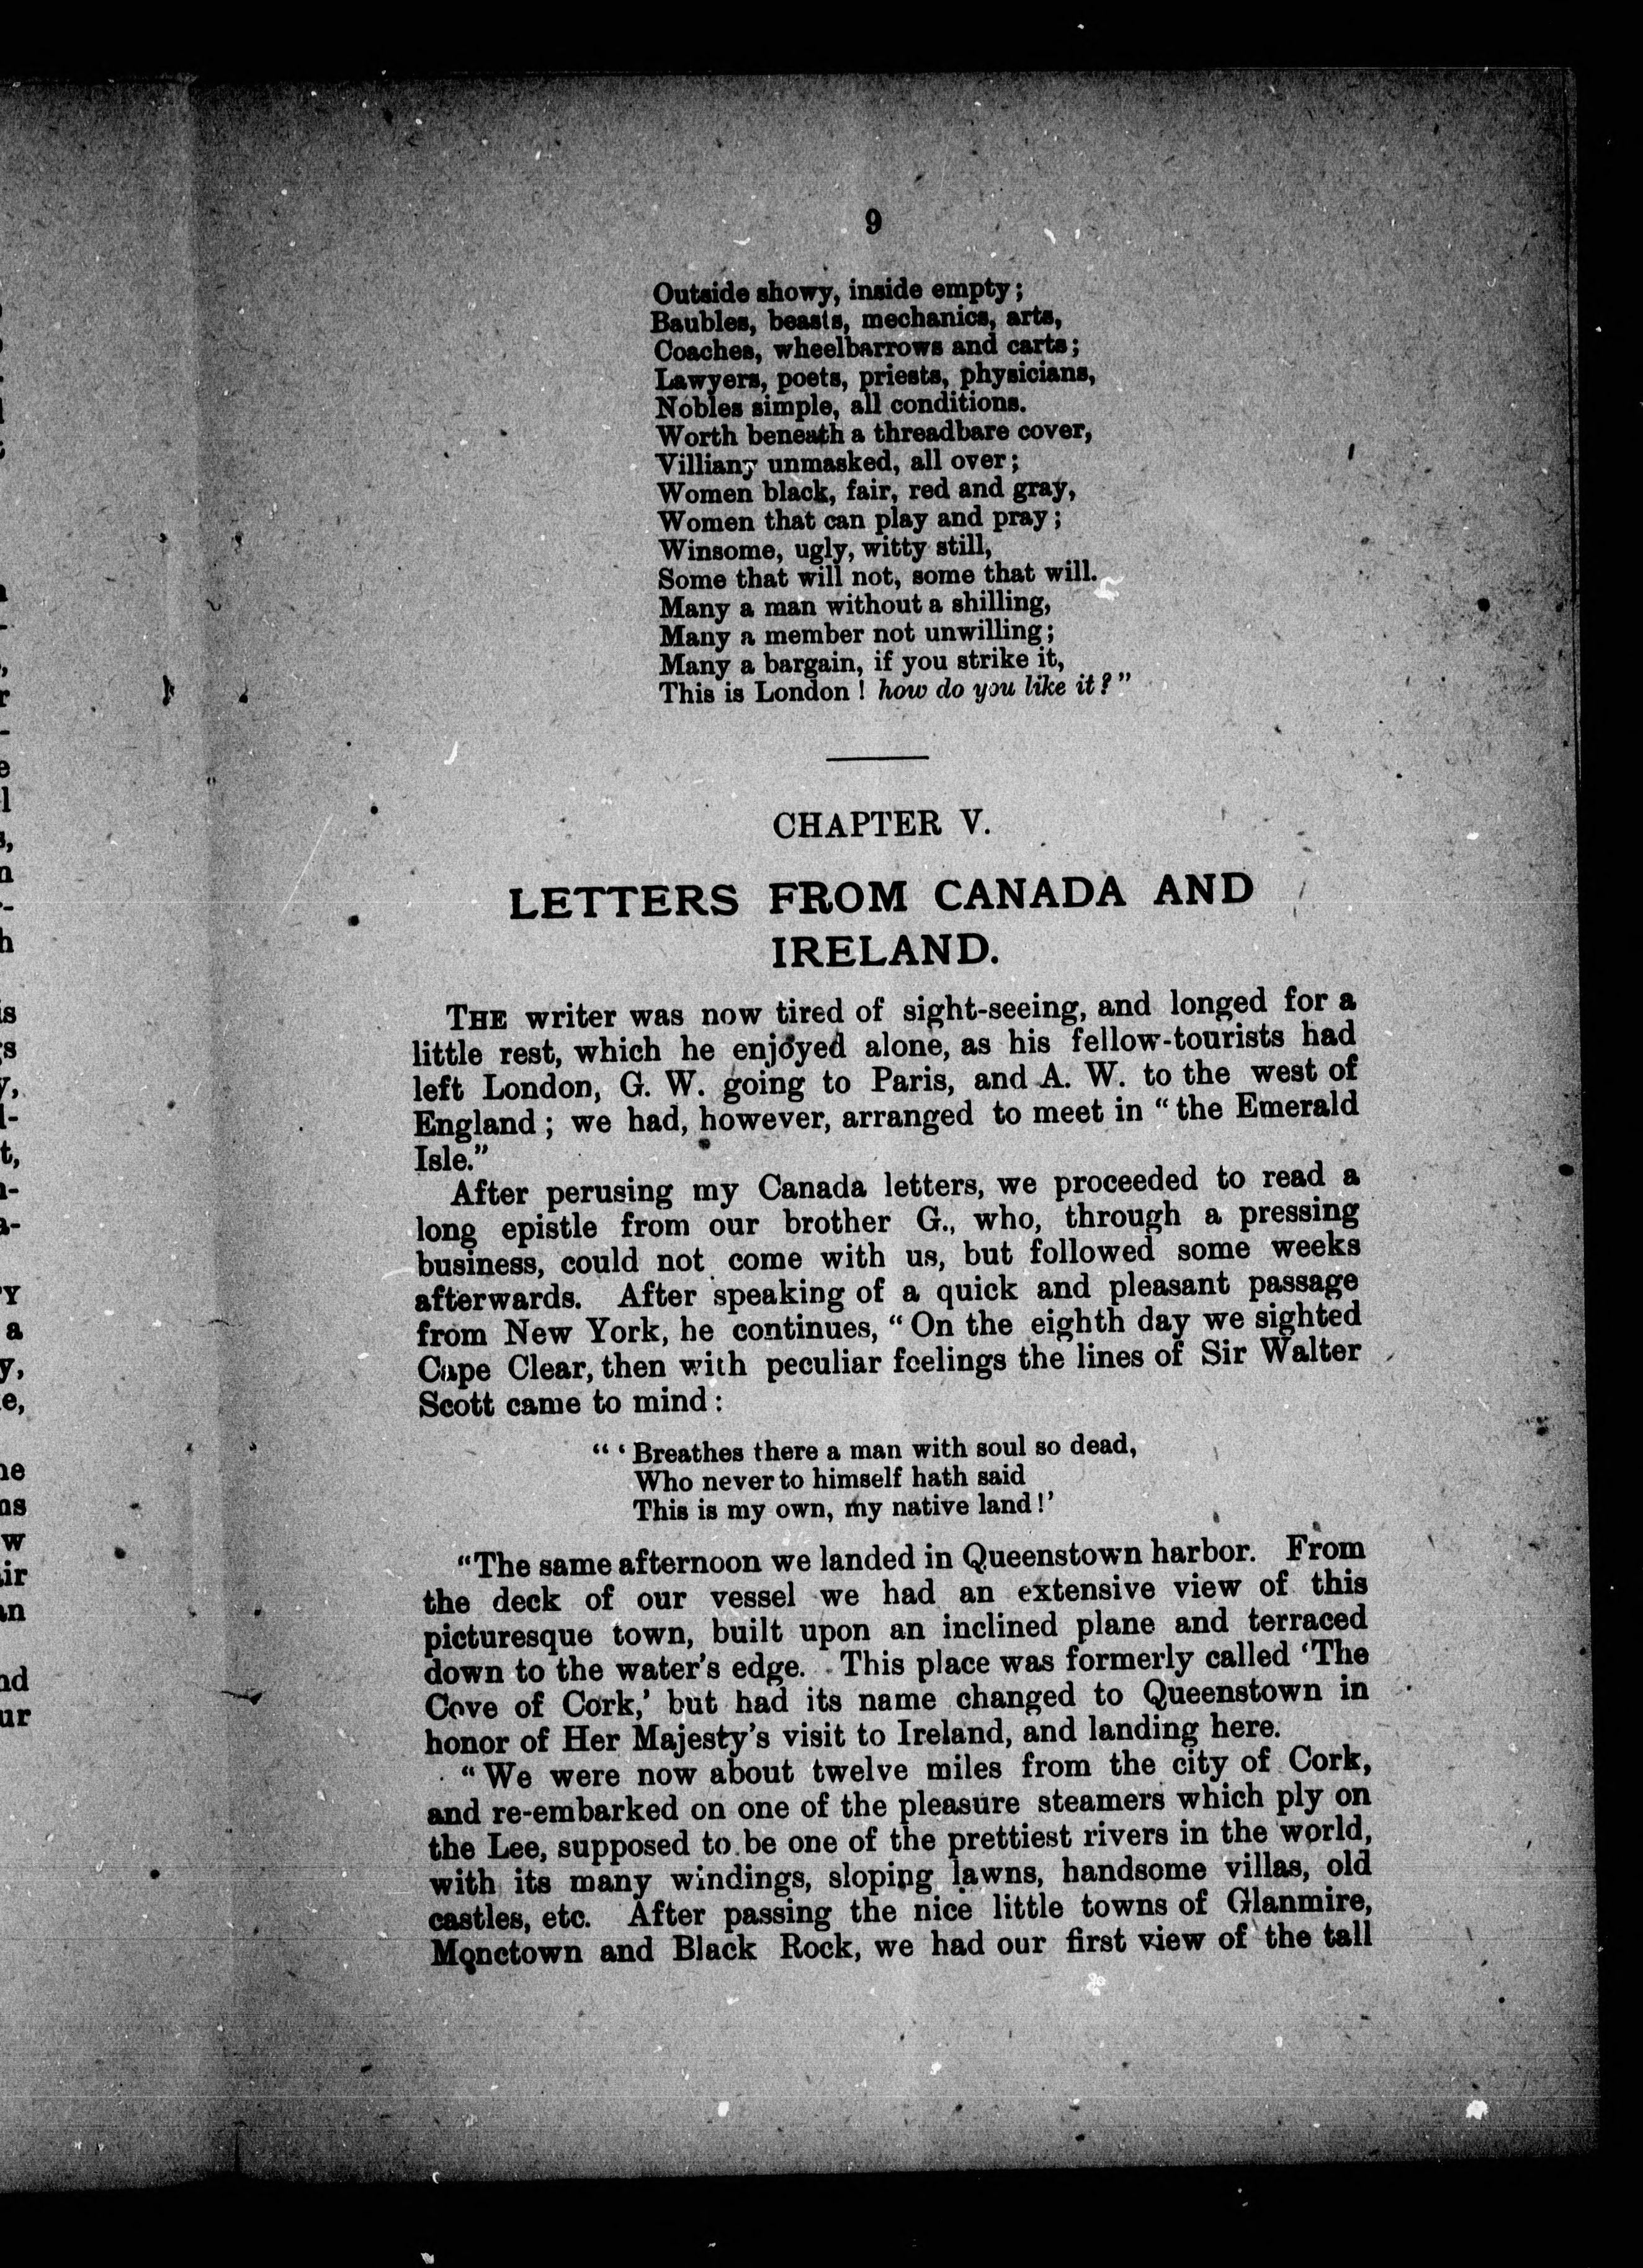 9
Outside showy, inside empty;
Baubles, beasts, mechanics, arts,
Coaches, wheelbarrows and carts;
Lawyers, poets, priests, physicians,
Nobles simple, all conditions.
Worth beneath a threadbare cover,
Villiany unmasked, all over;
Women black, fair, red and gray,
Women that can play and pray;
Winsome, ugly, witty still,
Some that will not, some that will.
Many a man without a shilling,
Many a member not unwilling;
Many a bargain, if you strike it,
This is London! how do you like it?"
CHAPTER V.
LETTERS FROM CANADA AND
IRELAND.
THE writer was now tired of sight-seeing, and longed for a
little rest, which he enjoyed alone, as his fellow-tourists had
left London, G. W. going to Paris, and A. W. to the west of
England; we had, however, arranged to meet in "the Emerald
Isle."
After perusing my Canada letters, we proceeded to read a
long epistle from our brother G., who, through a pressing
business, could not come with us, but followed some weeks
afterwards. After speaking of a quick and pleasant passage
from New York, he continues, "On the eighth day we sighted
Cape Clear, then with peculiar feelings the lines of Sir Walter
Scott came to mind:
"'Breathes there a man with soul so dead,
Who never to himself hath said
This is my own, my native land!'
"The same afternoon we landed in Queenstown harbor. From
the deck of our vessel we had an extensive view of this
picturesque town, built upon an inclined plane and terraced
down to the water's edge. This place was formerly called 'The
Cove of Cork,' but had its name changed to Queenstown in
honor of Her Majesty's visit to Ireland, and landing here.
"We were now about twelve miles from the city of Cork,
and re-embarked on one of the pleasure steamers which ply on
the Lee, supposed to be one of the prettiest rivers in the world,
with its many windings, sloping lawns, handsome villas, old
castles, etc. After passing the nice little towns of Glanmire,
Monctown and Black Rock, we had our first view of the tall